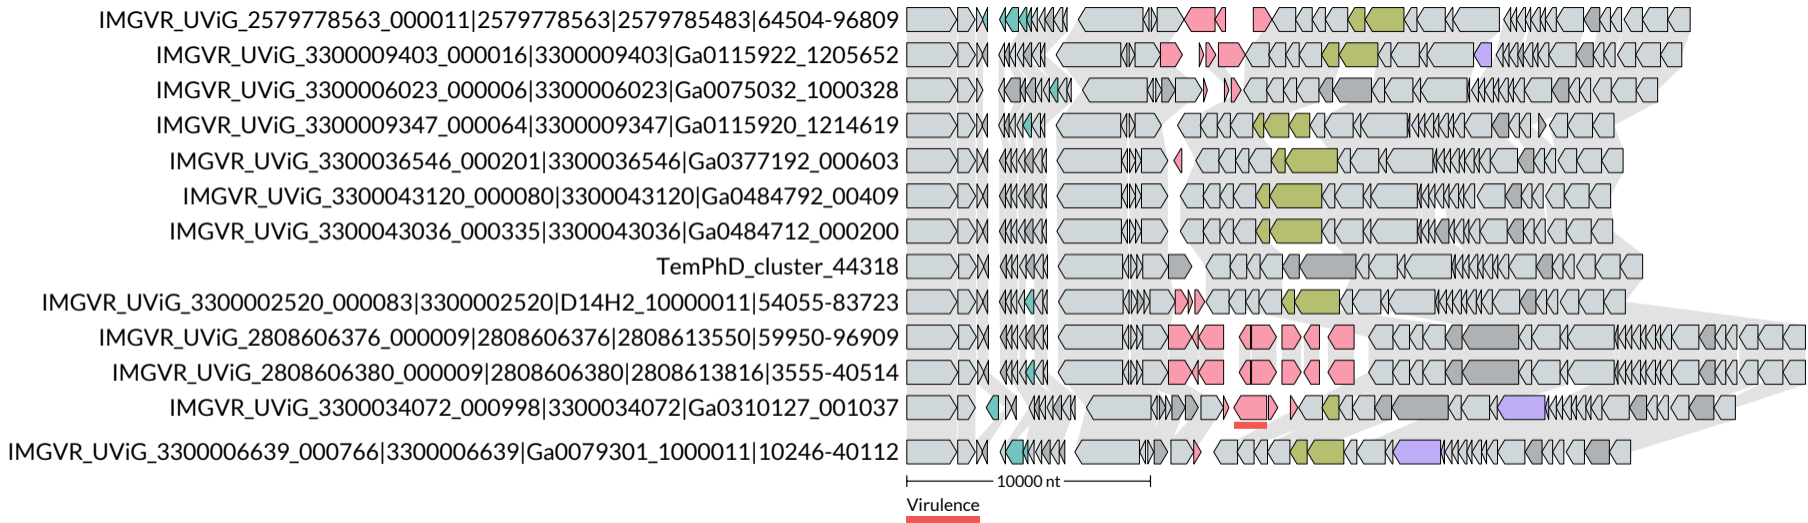 IMGVR_UViG_2579778563_000011|2579778563|2579785483|64504-96809
IMGVR_UViG_3300009403_000016|3300009403|Ga0115922_1205652
IMGVR_UViG_3300006023_000006|3300006023|Ga0075032_1000328
IMGVR_UViG_3300009347_000064|3300009347|Ga0115920_1214619
IMGVR_UViG_3300036546_000201|3300036546|Ga0377192_000603
IMGVR_UViG_3300043120_000080|3300043120|Ga0484792_00409
IMGVR_UViG_3300043036_000335|3300043036|Ga0484712_000200
TemPhD_cluster_44318
IMGVR_UViG_3300002520_000083|3300002520|D14H2_10000011|54055-83723
IMGVR_UViG_2808606376_000009|2808606376|2808613550|59950-96909
IMGVR_UViG_2808606380_000009|2808606380|2808613816|3555-40514
IMGVR_UViG_3300034072_000998|3300034072|Ga0310127_001037
IMGVR_UViG_3300006639_000766|3300006639|Ga0079301_1000011|10246-40112
10000 nt
Virulence